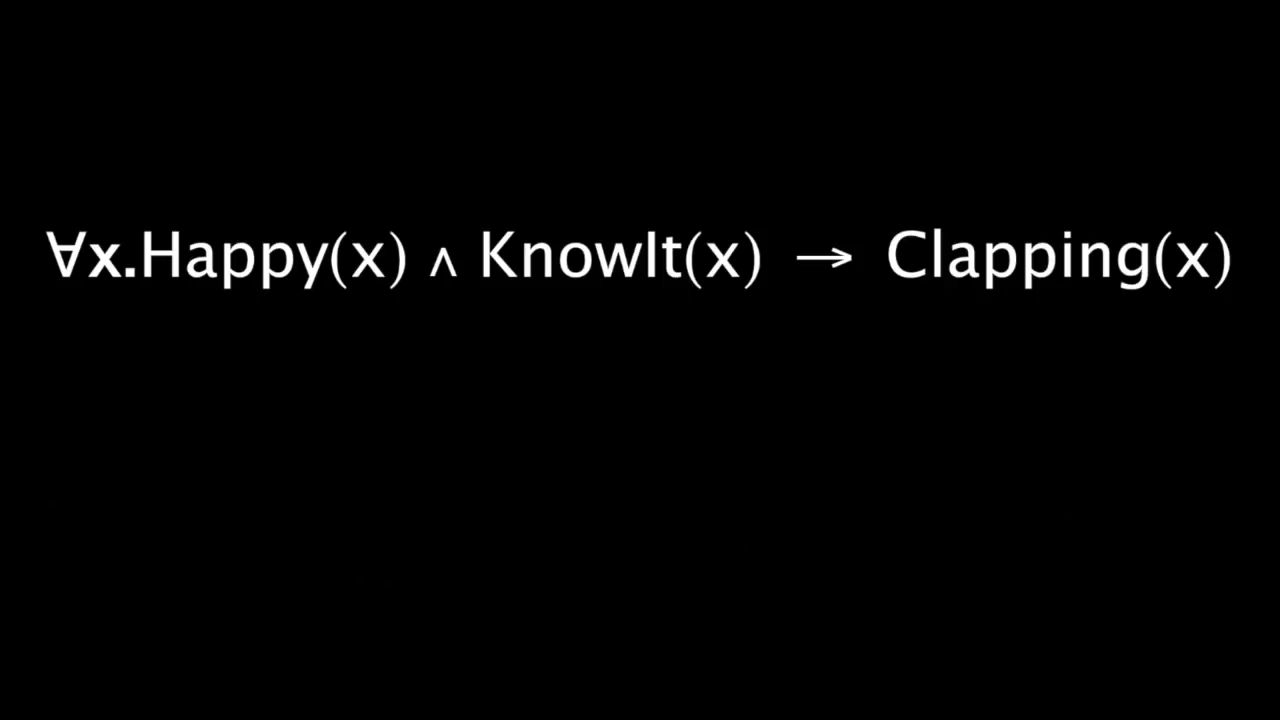 ∀x.Happy(x) ∧ KnowIt(x) → Clapping(x)